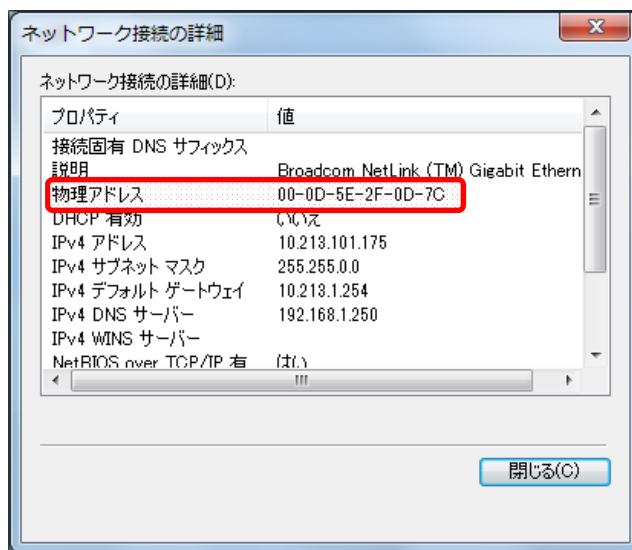 ネットワーク接続の詳細
ネットワーク接続の詳細(D):
プロパティ 値
接続固有 DNS サフィックス
説明 Broadcom NetLink (TM) Gigabit Ethern
物理アドレス 00-0D-5E-2F-0D-7C
DHCP 有効 いいえ
IPv4 アドレス 10.213.101.175
IPv4 サブネット マスク 255.255.0.0
IPv4 デフォルト ゲートウェイ 10.213.1.254
IPv4 DNS サーバー 192.168.1.250
IPv4 WINS サーバー
NetBIOS over TCP/IP 有 はい
閉じる(C)